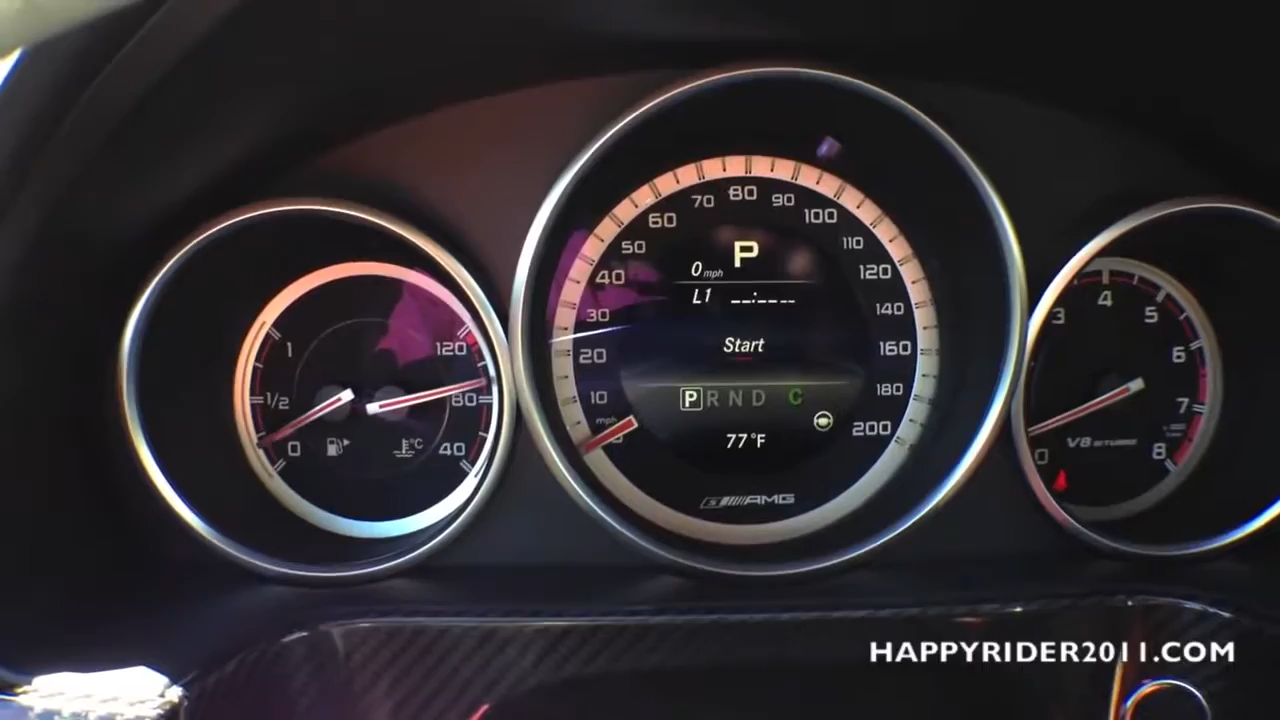 1
1/2
0
120
80
40
°C
10
20
30
40
50
60
70
80
90
100
110
120
140
160
180
200
mph
P
0 mph
L1 --:----
Start
P R N D C
77°F
S AMG
0
3
4
5
6
7
8
V8 BITURBO
HAPPYRIDER2011.COM